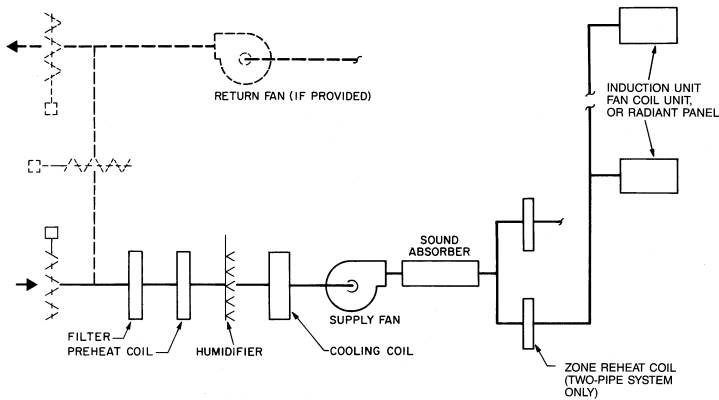 RETURN FAN (IF PROVIDED)
INDUCTION UNIT
FAN COIL UNIT,
OR RADIANT PANEL
SOUND
ABSORBER
SUPPLY FAN
FILTER
PREHEAT COIL
HUMIDIFIER
COOLING COIL
ZONE REHEAT COIL
(TWO-PIPE SYSTEM
ONLY)